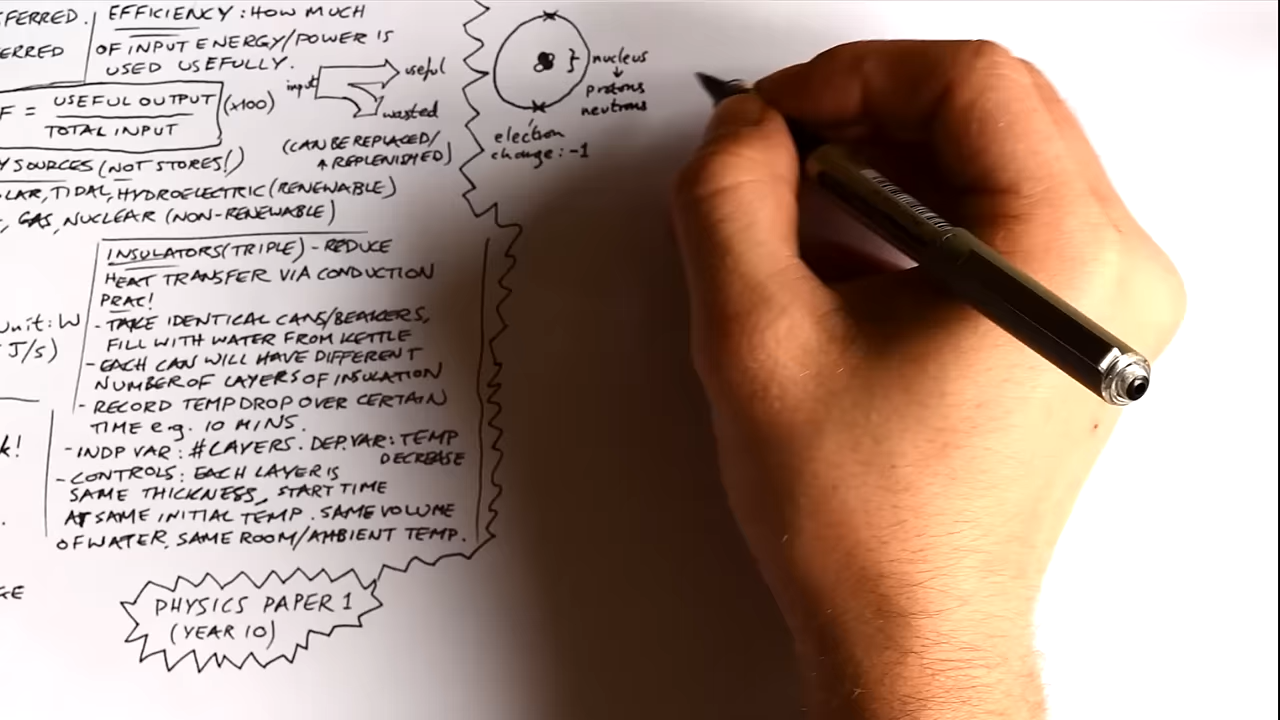 FERRED.
ERRED
EFFICIENCY: HOW MUCH
OF INPUT ENERGY/POWER IS
USED USEFULLY.
F = USEFUL OUTPUT
TOTAL INPUT
(x100)
input
useful
wasted
Y SOURCES (NOT STORES!)
(CAN BE REPLACED/
REPLENISHED)
LAR, TIDAL, HYDROELECTRIC (RENEWABLE)
, GAS, NUCLEAR (NON-RENEWABLE)
INSULATORS (TRIPLE) - REDUCE
HEAT TRANSFER VIA CONDUCTION
PRAC!
- TAKE IDENTICAL CANS/BEAKERS,
FILL WITH WATER FROM KETTLE
- EACH CAN WILL HAVE DIFFERENT
NUMBER OF LAYERS OF INSULATION
- RECORD TEMP DROP OVER CERTAIN
TIME e.g. 10 MINS.
- INDP VAR: #LAYERS. DEP. VAR: TEMP
DECREASE
- CONTROLS: EACH LAYER IS
SAME THICKNESS, START TIME
AT SAME INITIAL TEMP. SAME VOLUME
OF WATER, SAME ROOM/AMBIENT TEMP.
unit: W
J/s)
k!
GE
PHYSICS PAPER 1
(YEAR 10)
nucleus
protons
neutrons
electron
charge: -1